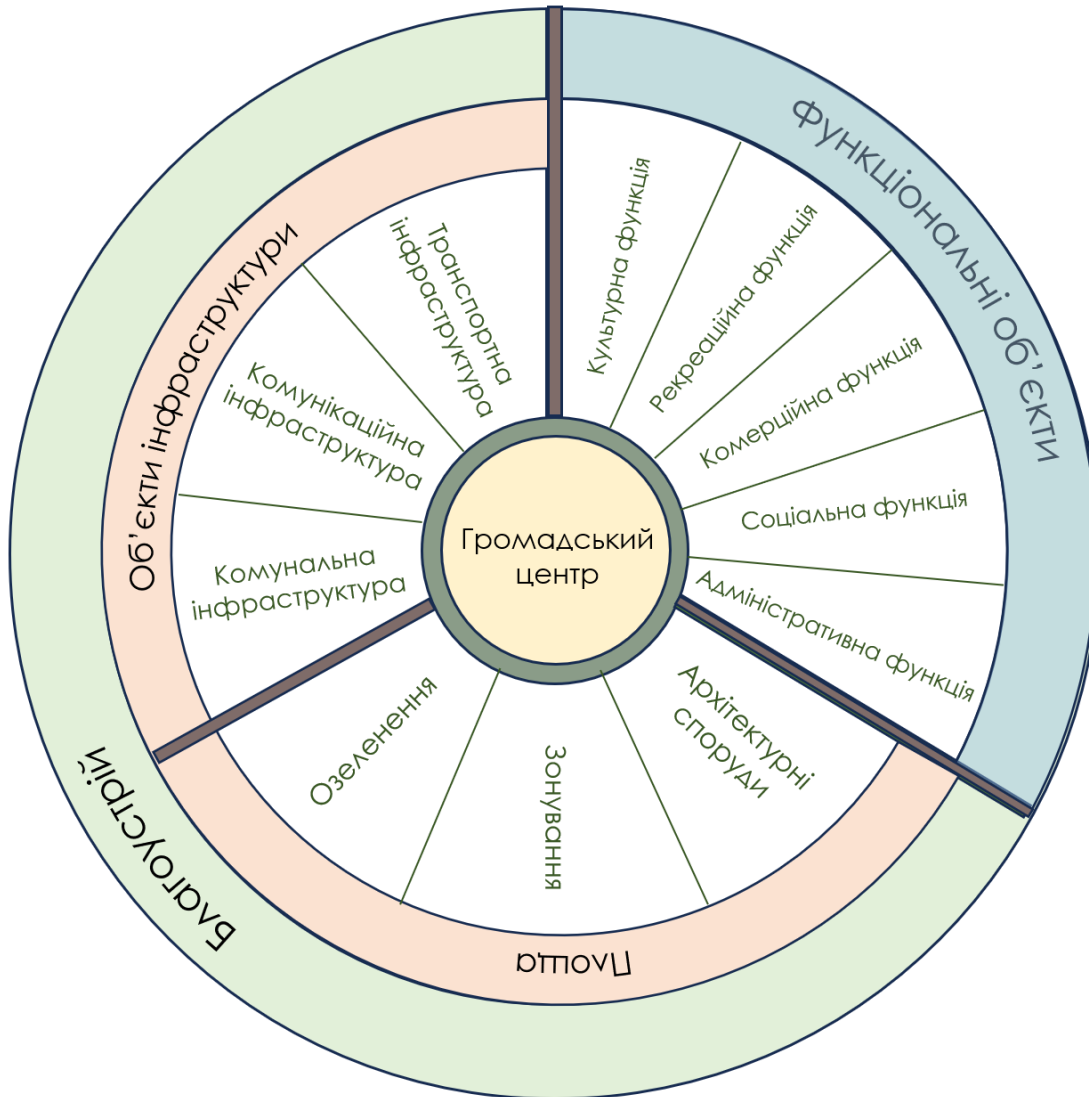 Функціональні об’єкти
Культурна функція
Рекреаційна функція
Комерційна функція
Соціальна функція
Адміністративна функція
Громадський
центр
Благоустрій
Об’єкти інфраструктури
Транспортна
інфраструктура
Комунікаційна
інфраструктура
Комунальна
інфраструктура
Площа
Озеленення
Зонування
Архітектурні
споруди